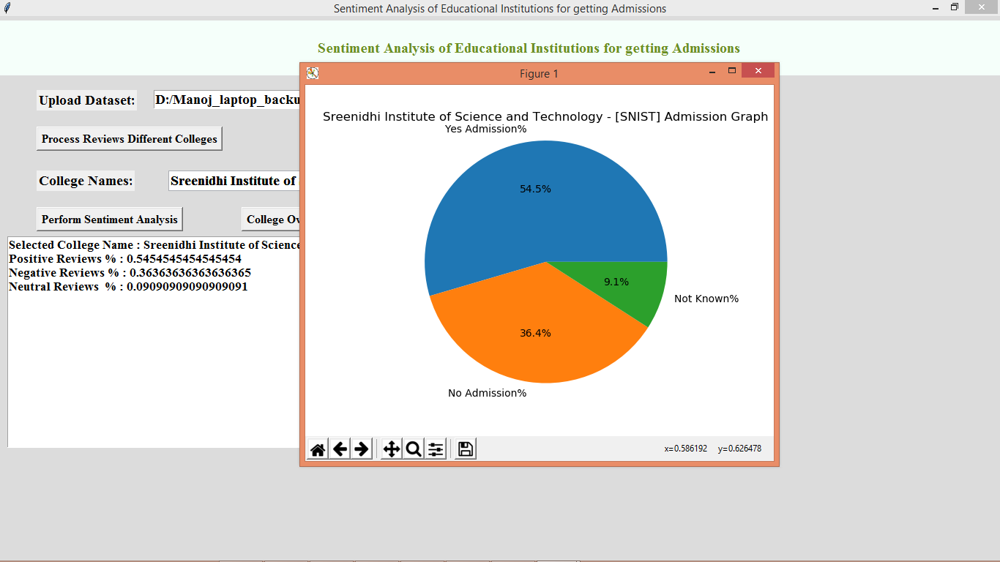 Sentiment Analysis of Educational Institutions for getting Admissions
Sentiment Analysis of Educational Institutions for getting Admissions
Upload Dataset: D:/Manoj_laptop_backu
Process Reviews Different Colleges
College Names: Sreenidhi Institute of
Perform Sentiment Analysis College Ov
Selected College Name : Sreenidhi Institute of Science
Positive Reviews % : 0.5454545454545454
Negative Reviews % : 0.36363636363636365
Neutral Reviews  % : 0.09090909090909091
Figure 1
Sreenidhi Institute of Science and Technology - [SNIST] Admission Graph
Yes Admission%
54.5%
9.1%
Not Known%
36.4%
No Admission%
x=0.586192 y=0.626478